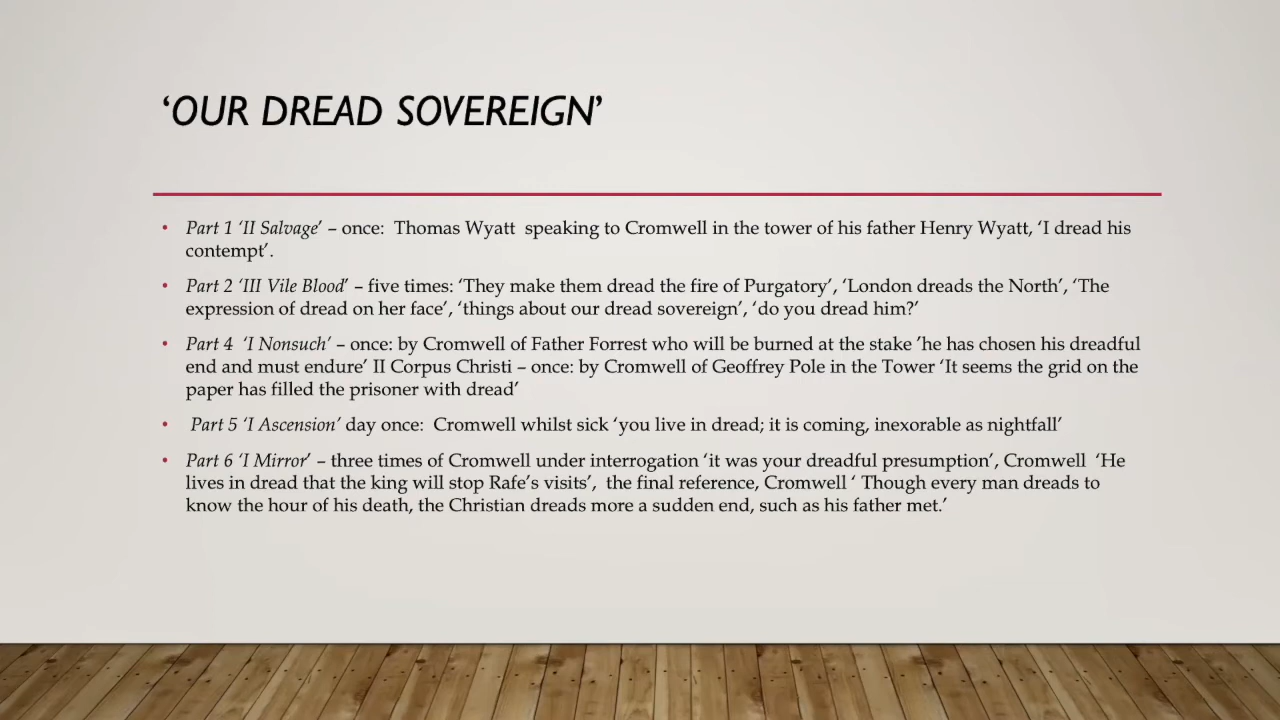 ‘OUR DREAD SOVEREIGN’
• Part 1 ‘II Salvage’ – once:  Thomas Wyatt  speaking to Cromwell in the tower of his father Henry Wyatt, ‘I dread his
contempt’.
• Part 2 ‘III Vile Blood’ – five times: ‘They make them dread the fire of Purgatory’, ‘London dreads the North’, ‘The
expression of dread on her face’, ‘things about our dread sovereign’, ‘do you dread him?’
• Part 4  ‘I Nonsuch’ – once: by Cromwell of Father Forrest who will be burned at the stake ’he has chosen his dreadful
end and must endure’ II Corpus Christi – once: by Cromwell of Geoffrey Pole in the Tower ‘It seems the grid on the
paper has filled the prisoner with dread’
• Part 5 ‘I Ascension’ day once:  Cromwell whilst sick ‘you live in dread; it is coming, inexorable as nightfall’
• Part 6 ‘I Mirror’ – three times of Cromwell under interrogation ‘it was your dreadful presumption’, Cromwell  ‘He
lives in dread that the king will stop Rafe’s visits’,  the final reference, Cromwell ‘ Though every man dreads to
know the hour of his death, the Christian dreads more a sudden end, such as his father met.’